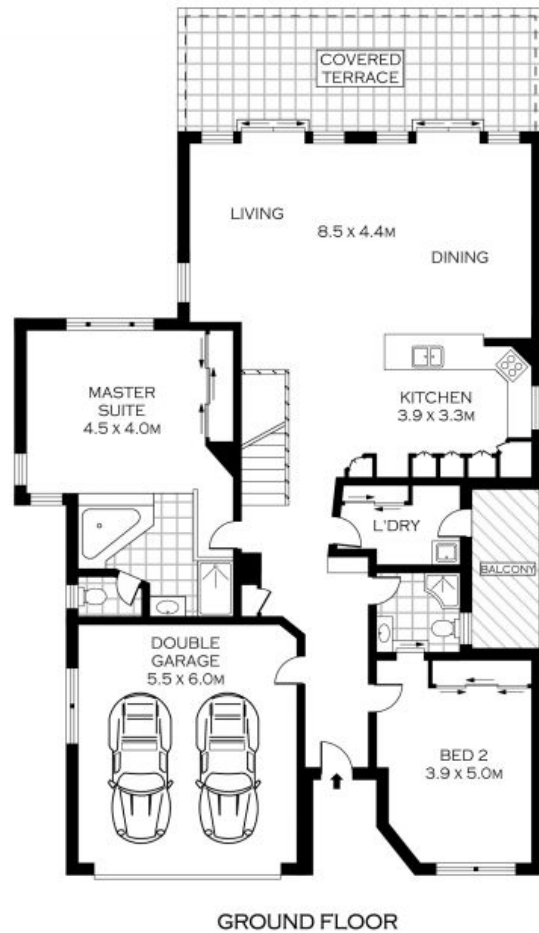 COVERED
TERRACE
LIVING
8.5 X 4.4M
DINING
MASTER
SUITE
4.5 X 4.0M
KITCHEN
3.9 X 3.3M
L'DRY
BALCONY
DOUBLE
GARAGE
5.5 X 6.0M
BED 2
3.9 X 5.0M
GROUND FLOOR